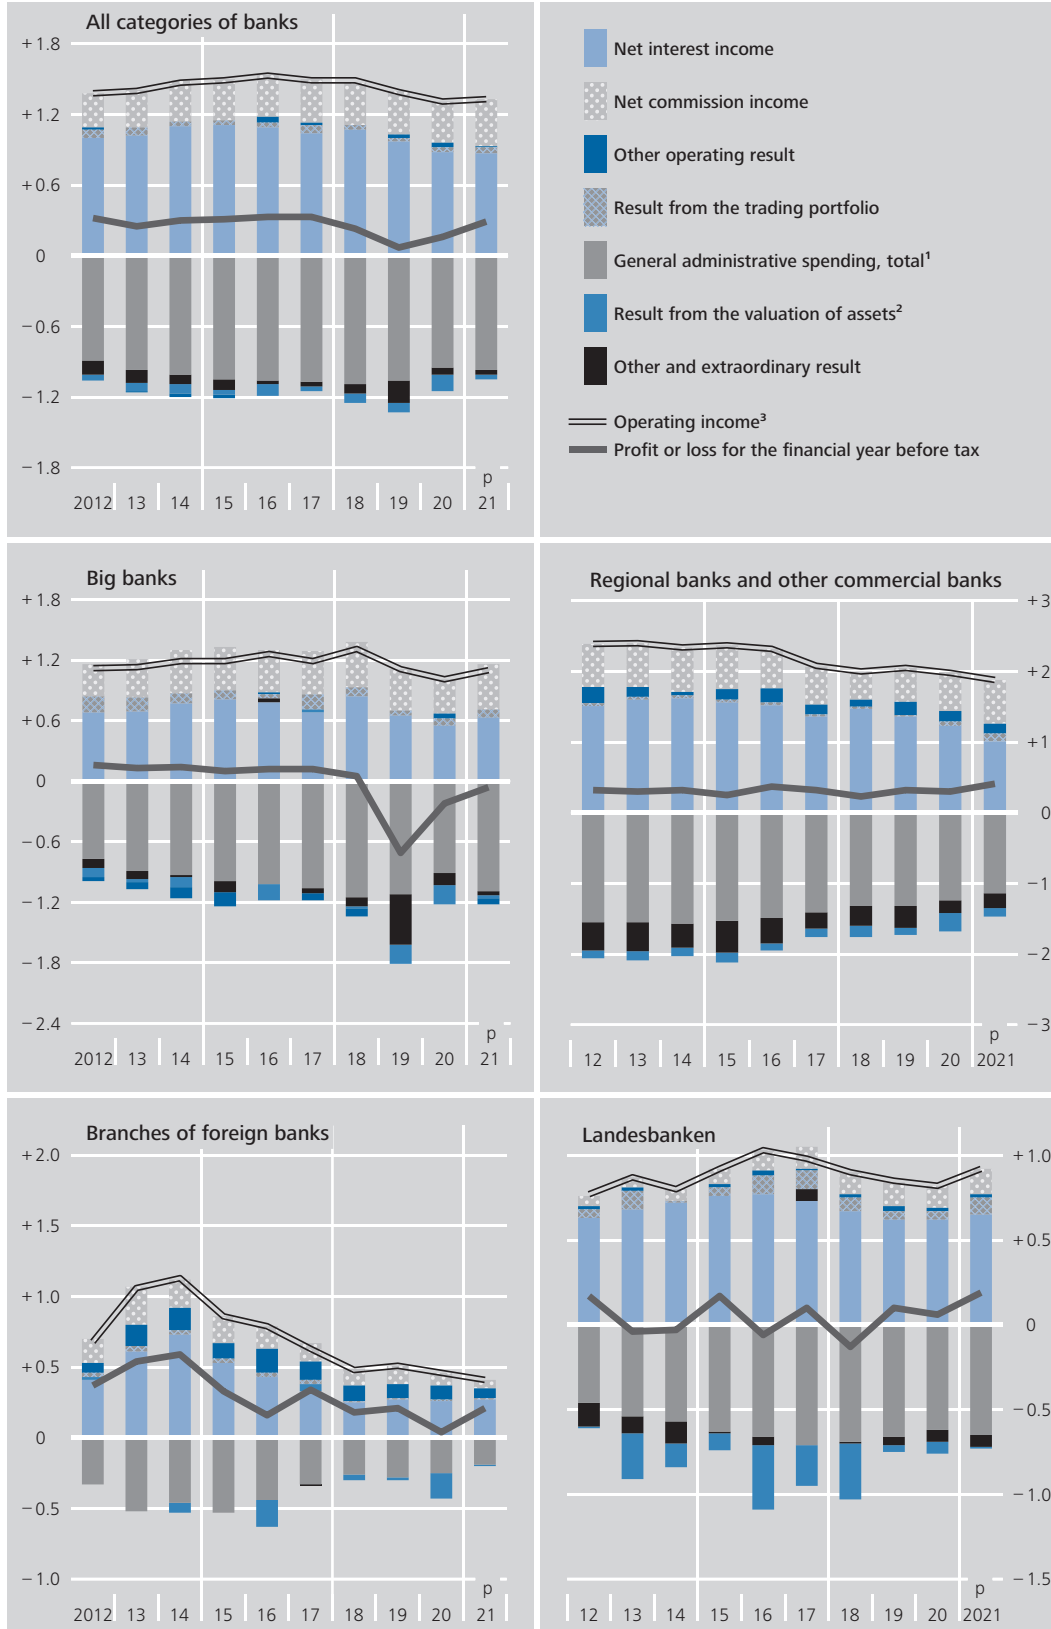 All categories of banks
+1.8
+1.2
+0.6
0
−0.6
−1.2
−1.8
p
2012 13 14 15 16 17 18 19 20 21
Net interest income
Net commission income
Other operating result
Result from the trading portfolio
General administrative spending, total¹
Result from the valuation of assets²
Other and extraordinary result
Operating income³
Profit or loss for the financial year before tax
Big banks
+1.8
+1.2
+0.6
0
−0.6
−1.2
−1.8
−2.4
p
2012 13 14 15 16 17 18 19 20 21
Regional banks and other commercial banks
+3
+2
+1
0
−1
−2
−3
p
12 13 14 15 16 17 18 19 20 2021
Branches of foreign banks
+2.0
+1.5
+1.0
+0.5
0
−0.5
−1.0
p
2012 13 14 15 16 17 18 19 20 21
Landesbanken
+1.0
+0.5
0
−0.5
−1.0
−1.5
p
12 13 14 15 16 17 18 19 20 2021